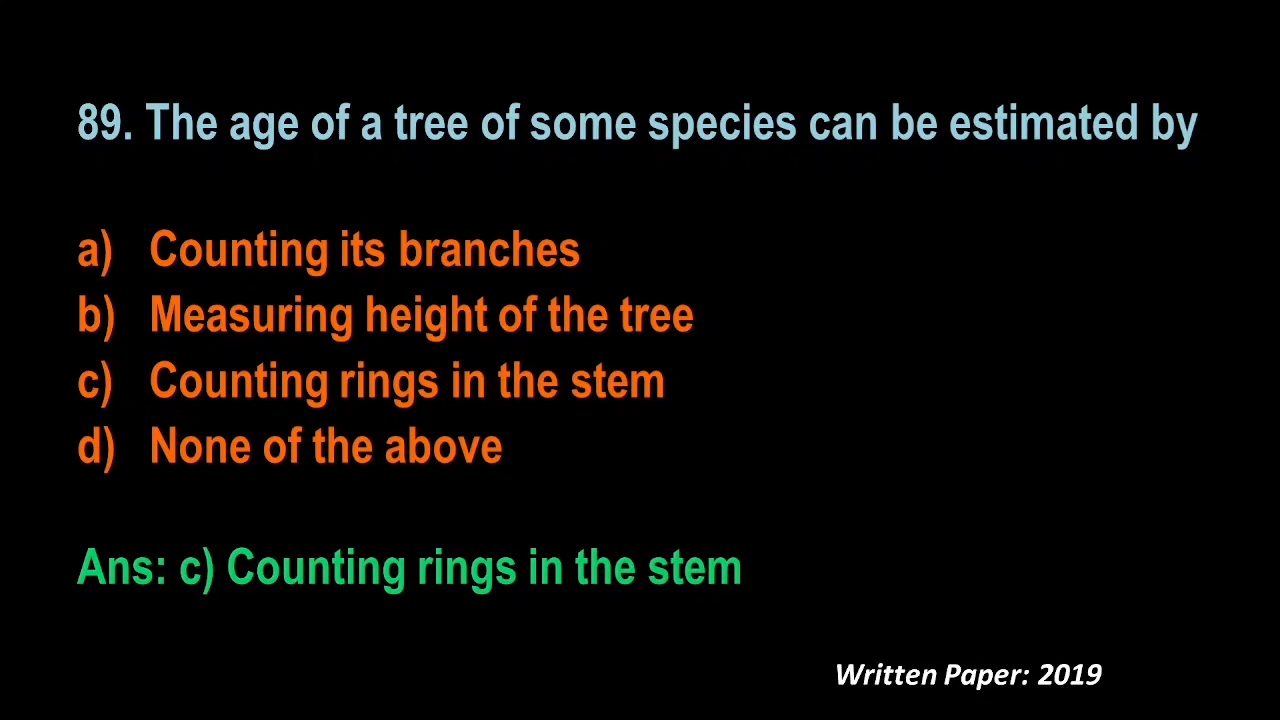 89. The age of a tree of some species can be estimated by
a) Counting its branches
b) Measuring height of the tree
c) Counting rings in the stem
d) None of the above
Ans: c) Counting rings in the stem
Written Paper: 2019